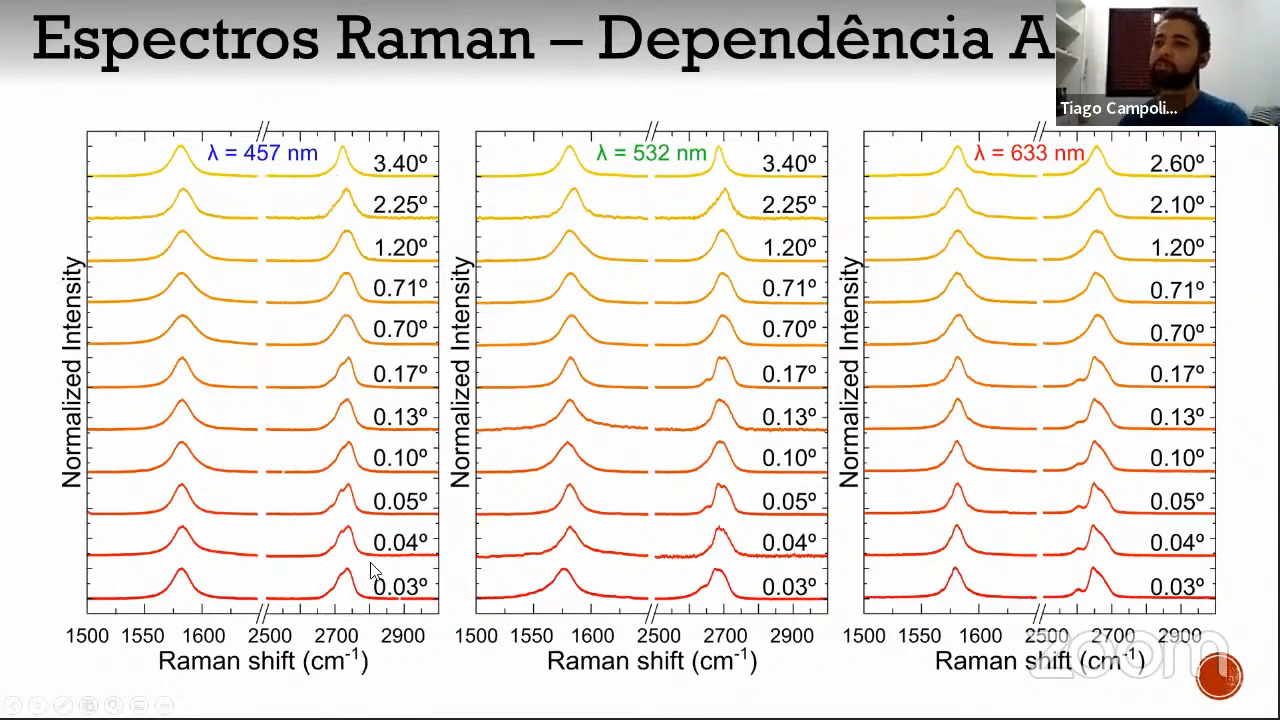 Espectros Raman – Dependência A
Tiago Campoli...
λ = 457 nm
3.40º
2.25º
1.20º
0.71º
0.70º
0.17º
0.13º
0.10º
0.05º
0.04º
0.03º
Normalized Intensity
1500 1550 1600 2500 2700 2900
Raman shift (cm⁻¹)
λ = 532 nm
3.40º
2.25º
1.20º
0.71º
0.70º
0.17º
0.13º
0.10º
0.05º
0.04º
0.03º
Normalized Intensity
1500 1550 1600 2500 2700 2900
Raman shift (cm⁻¹)
λ = 633 nm
2.60º
2.10º
1.20º
0.71º
0.70º
0.17º
0.13º
0.10º
0.05º
0.04º
0.03º
Normalized Intensity
1500 1550 1600 2500 2700 2900
Raman shift (cm⁻¹)
zoom